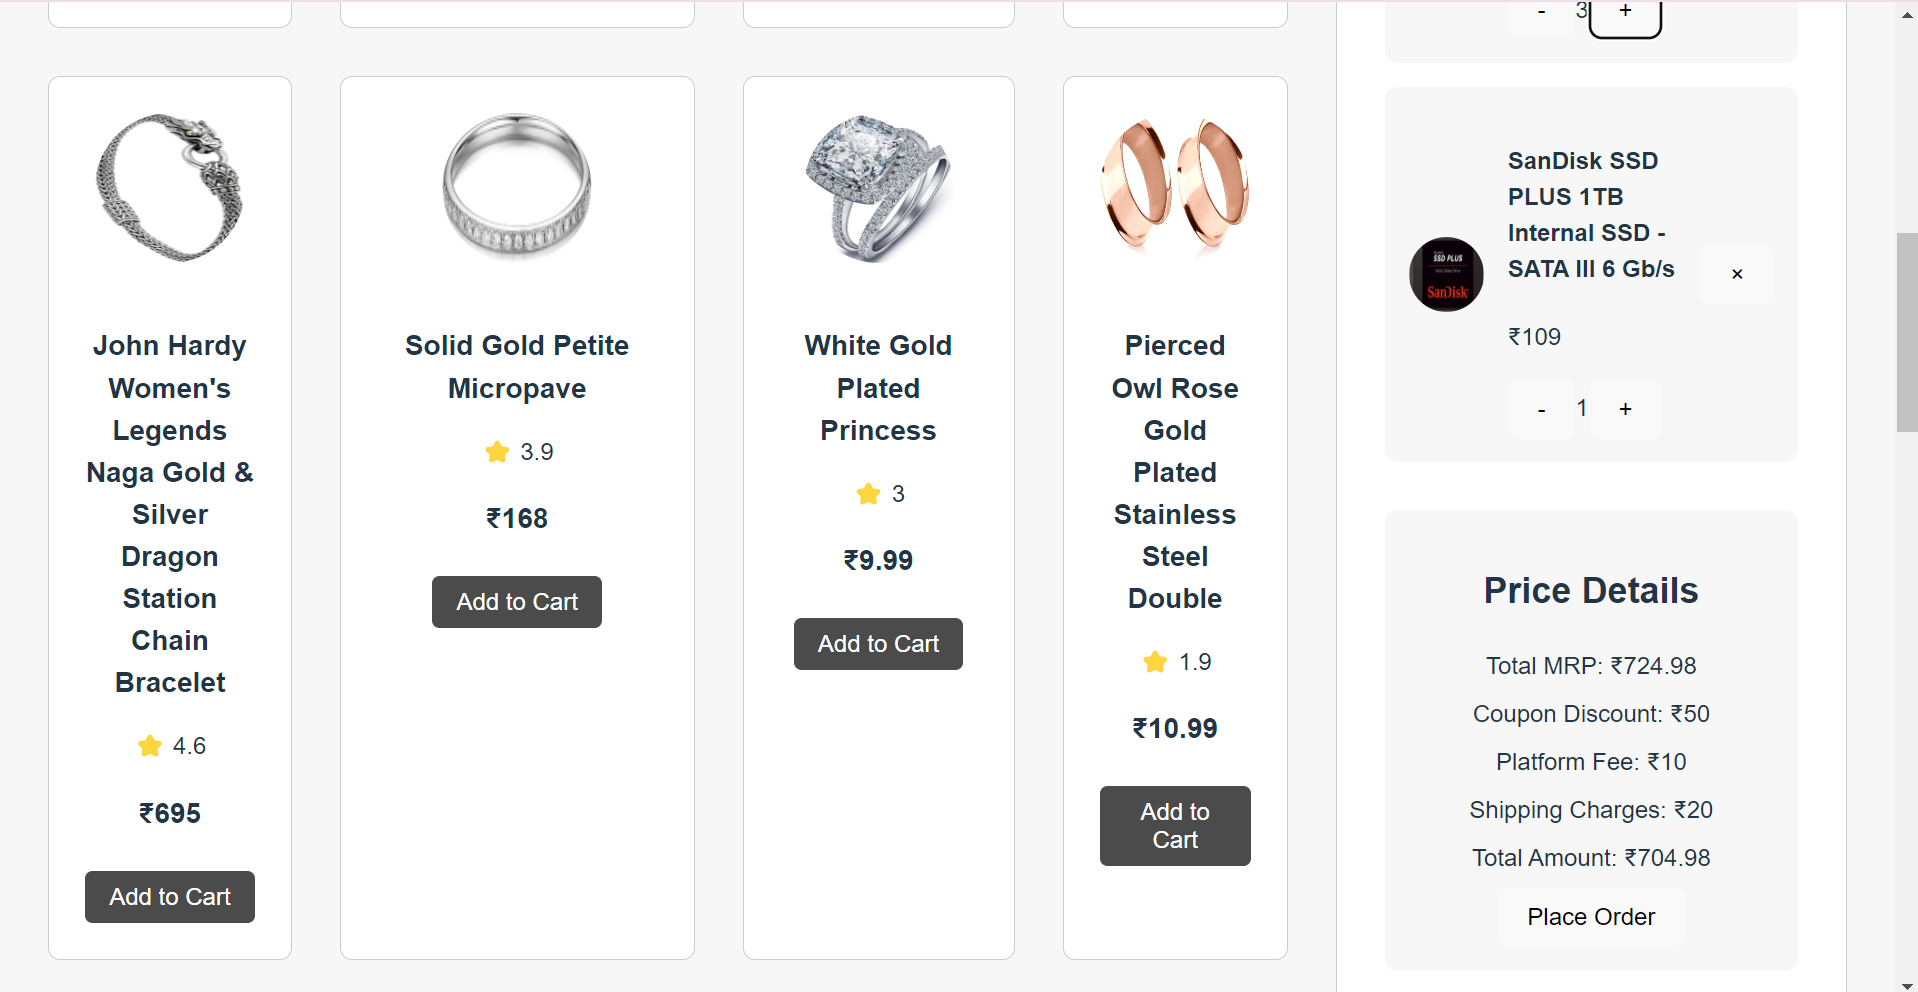 - 3 +
John Hardy
Women's
Legends
Naga Gold &
Silver
Dragon
Station
Chain
Bracelet
4.6
₹695
Add to Cart
Solid Gold Petite
Micropave
3.9
₹168
Add to Cart
White Gold
Plated
Princess
3
₹9.99
Add to Cart
Pierced
Owl Rose
Gold
Plated
Stainless
Steel
Double
1.9
₹10.99
Add to
Cart
SSD PLUS
SanDisk
SanDisk SSD
PLUS 1TB
Internal SSD -
SATA III 6 Gb/s
×
₹109
- 1 +
Price Details
Total MRP: ₹724.98
Coupon Discount: ₹50
Platform Fee: ₹10
Shipping Charges: ₹20
Total Amount: ₹704.98
Place Order